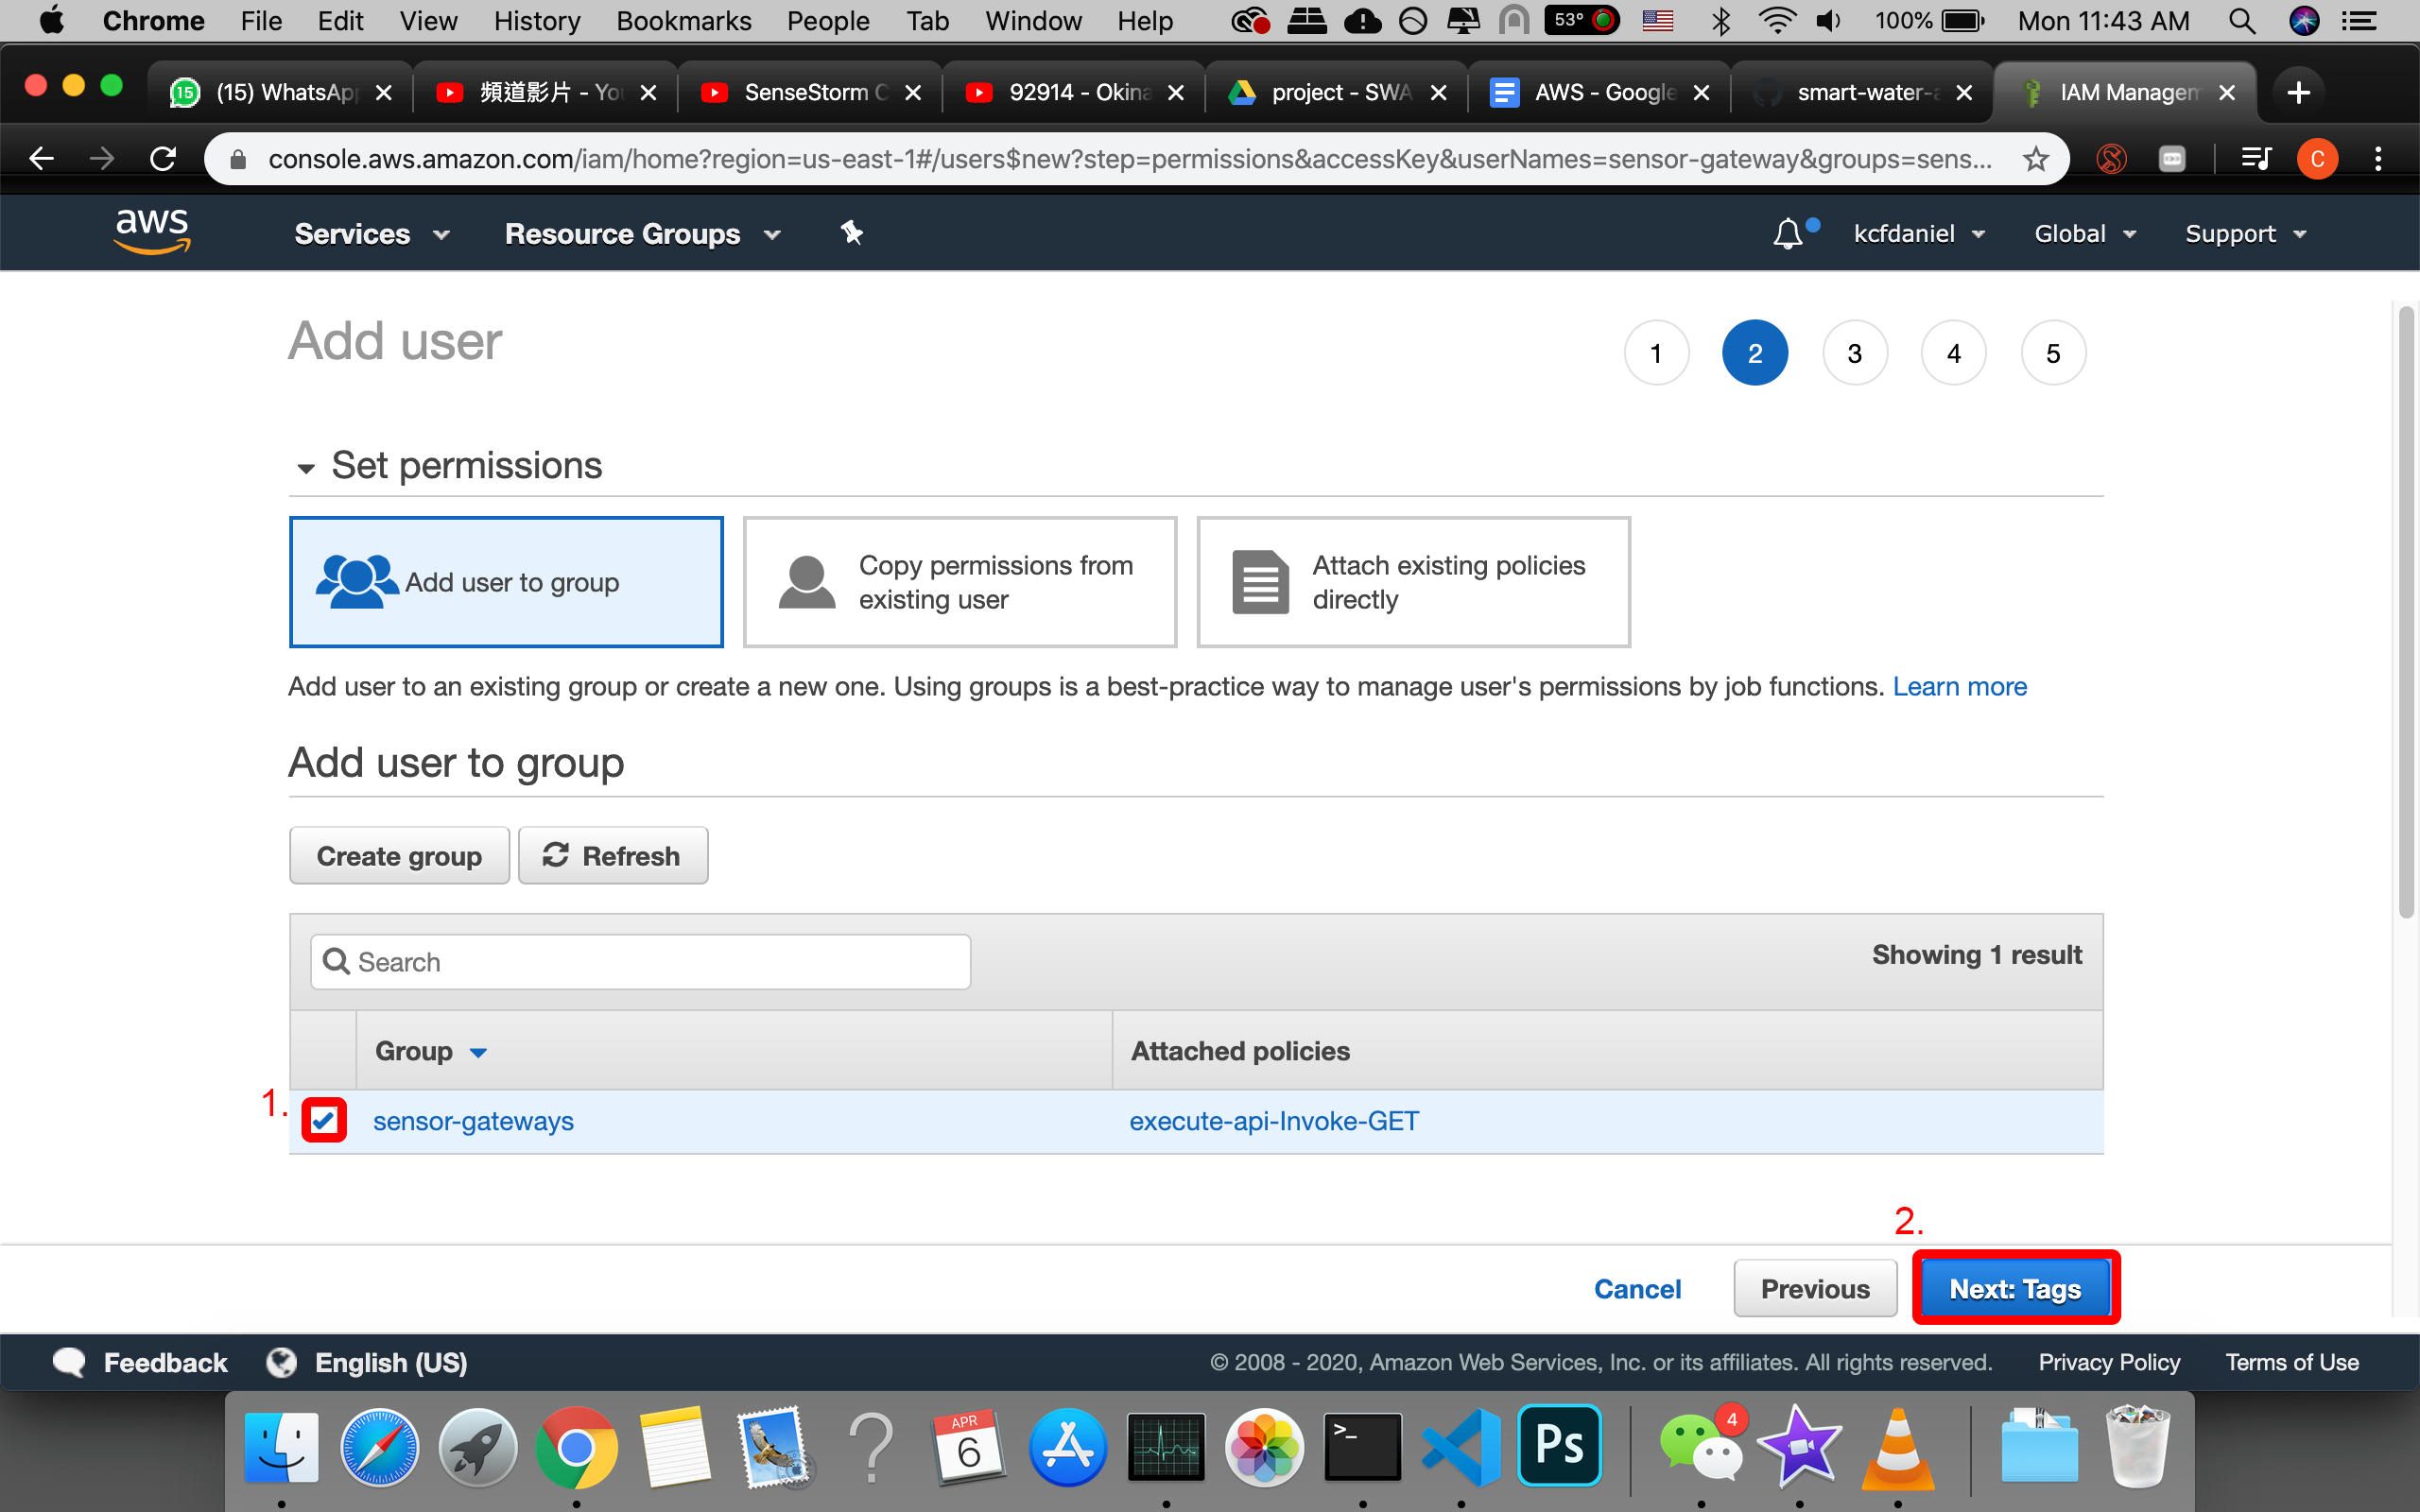 Chrome File Edit View History Bookmarks People Tab Window Help 53° 100% Mon 11:43 AM
15 (15) WhatsAp 頻道影片 - You SenseStorm C 92914 - Okina project - SWA AWS - Google smart-water-a IAM Managem
console.aws.amazon.com/iam/home?region=us-east-1#/users$new?step=permissions&accessKey&userNames=sensor-gateway&groups=sens... C
aws Services Resource Groups kcfdaniel Global Support
Add user 1 2 3 4 5
Set permissions
Add user to group
Copy permissions from
existing user
Attach existing policies
directly
Add user to an existing group or create a new one. Using groups is a best-practice way to manage user's permissions by job functions. Learn more
Add user to group
Create group Refresh
Search Showing 1 result
Group Attached policies
1. sensor-gateways execute-api-Invoke-GET
2.
Cancel Previous Next: Tags
Feedback English (US) © 2008 - 2020, Amazon Web Services, Inc. or its affiliates. All rights reserved. Privacy Policy Terms of Use
APR
6
>_
Ps
4